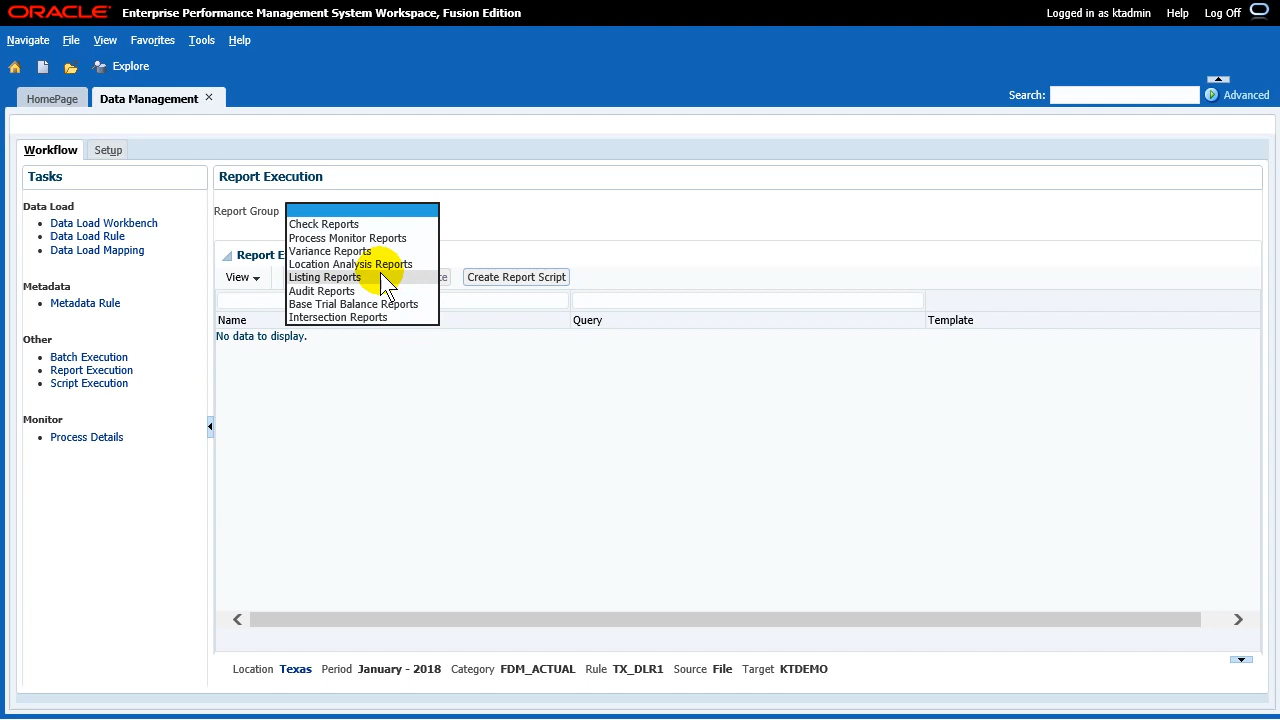 ORACLE Enterprise Performance Management System Workspace, Fusion Edition Logged in as ktadmin Help Log Off
Navigate File View Favorites Tools Help
Explore
HomePage Data Management Search: Advanced
Workflow Setup
Tasks
Data Load
Data Load Workbench
Data Load Rule
Data Load Mapping
Metadata
Metadata Rule
Other
Batch Execution
Report Execution
Script Execution
Monitor
Process Details
Report Execution
Report Group
Check Reports
Process Monitor Reports
Variance Reports
Location Analysis Reports
Listing Reports
Audit Reports
Base Trial Balance Reports
Intersection Reports
Report E
View Create Report Script
Name Query Template
No data to display.
Location Texas Period January - 2018 Category FDM_ACTUAL Rule TX_DLR1 Source File Target KTDEMO